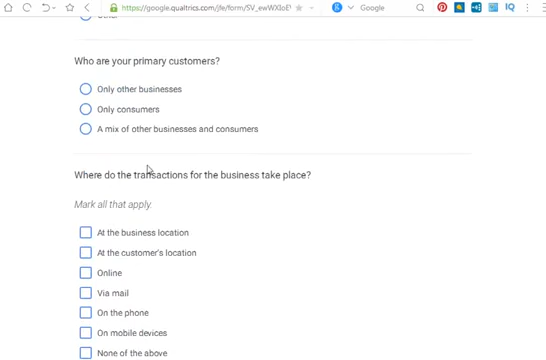 https://google.qualtrics.com/jfe/form/SV_ Google
Other
Who are your primary customers?
Only other businesses
Only consumers
A mix of other businesses and consumers
Where do the transactions for the business take place?
Mark all that apply.
At the business location
At the customer's location
Online
Via mail
On the phone
On mobile devices
None of the above